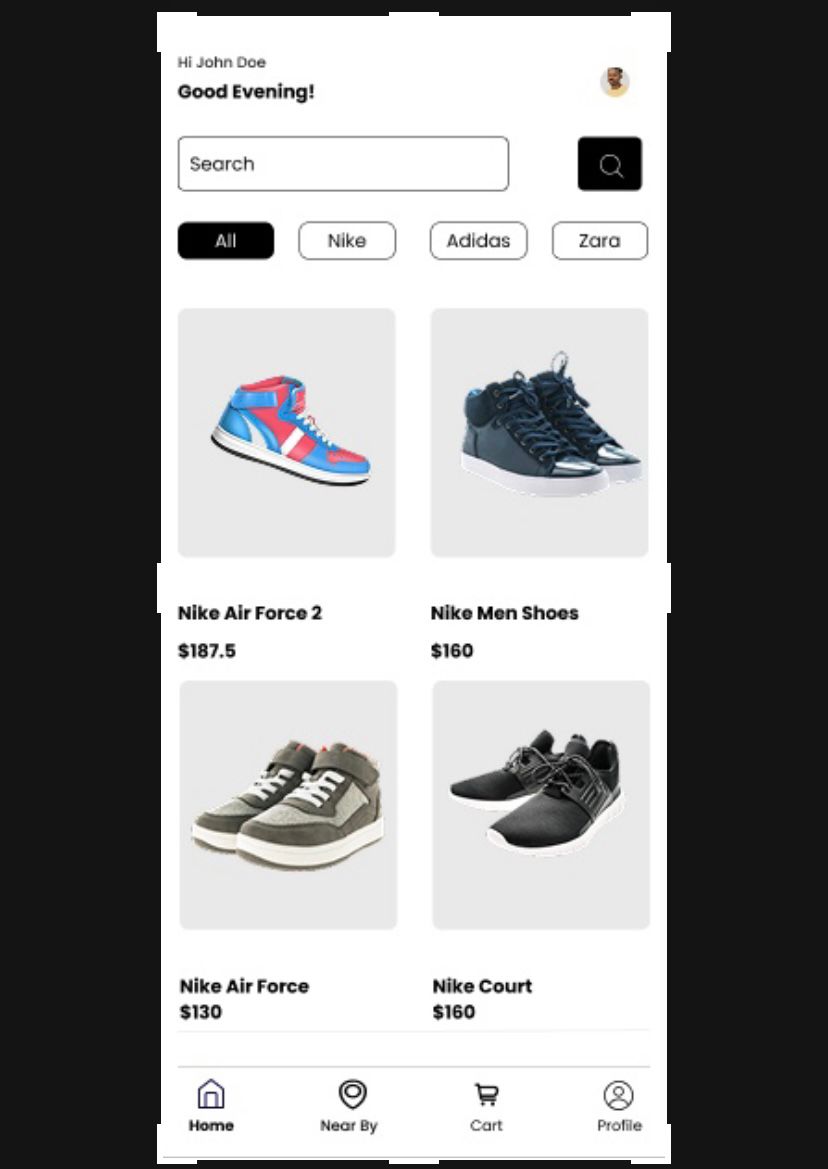 Hi John Doe
Good Evening!
Search
All Nike Adidas Zara
Nike Air Force 2 Nike Men Shoes
$187.5 $160
Nike Air Force Nike Court
$130 $160
Home Near By Cart Profile